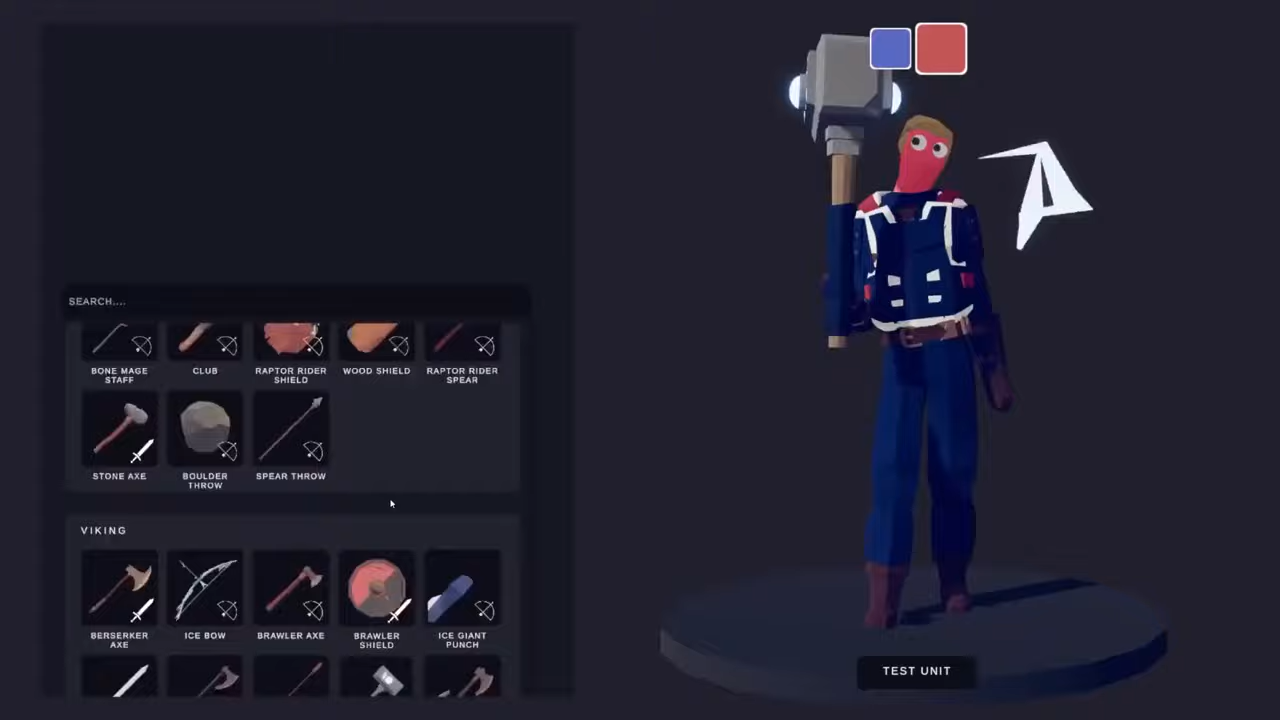 SEARCH....
BONE MAGE
STAFF
CLUB
RAPTOR RIDER
SHIELD
WOOD SHIELD
RAPTOR RIDER
SPEAR
STONE AXE
BOULDER
THROW
SPEAR THROW
VIKING
BERSERKER
AXE
ICE BOW
BRAWLER AXE
BRAWLER
SHIELD
ICE GIANT
PUNCH
TEST UNIT